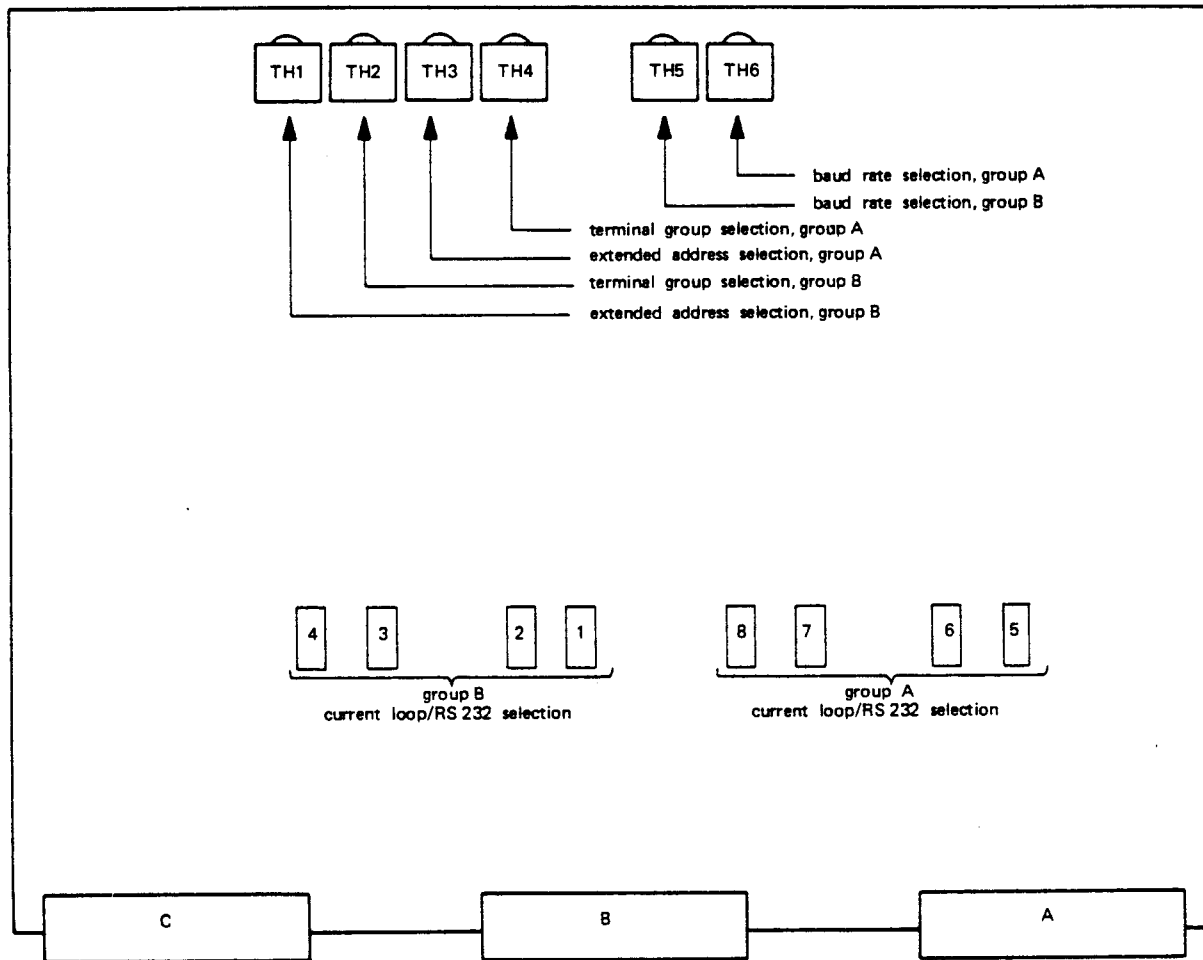 TH1 TH2 TH3 TH4 TH5 TH6
baud rate selection, group A
baud rate selection, group B
terminal group selection, group A
extended address selection, group A
terminal group selection, group B
extended address selection, group B
4 3 2 1 8 7 6 5
group B
current loop/RS 232 selection
group A
current loop/RS 232 selection
C B A